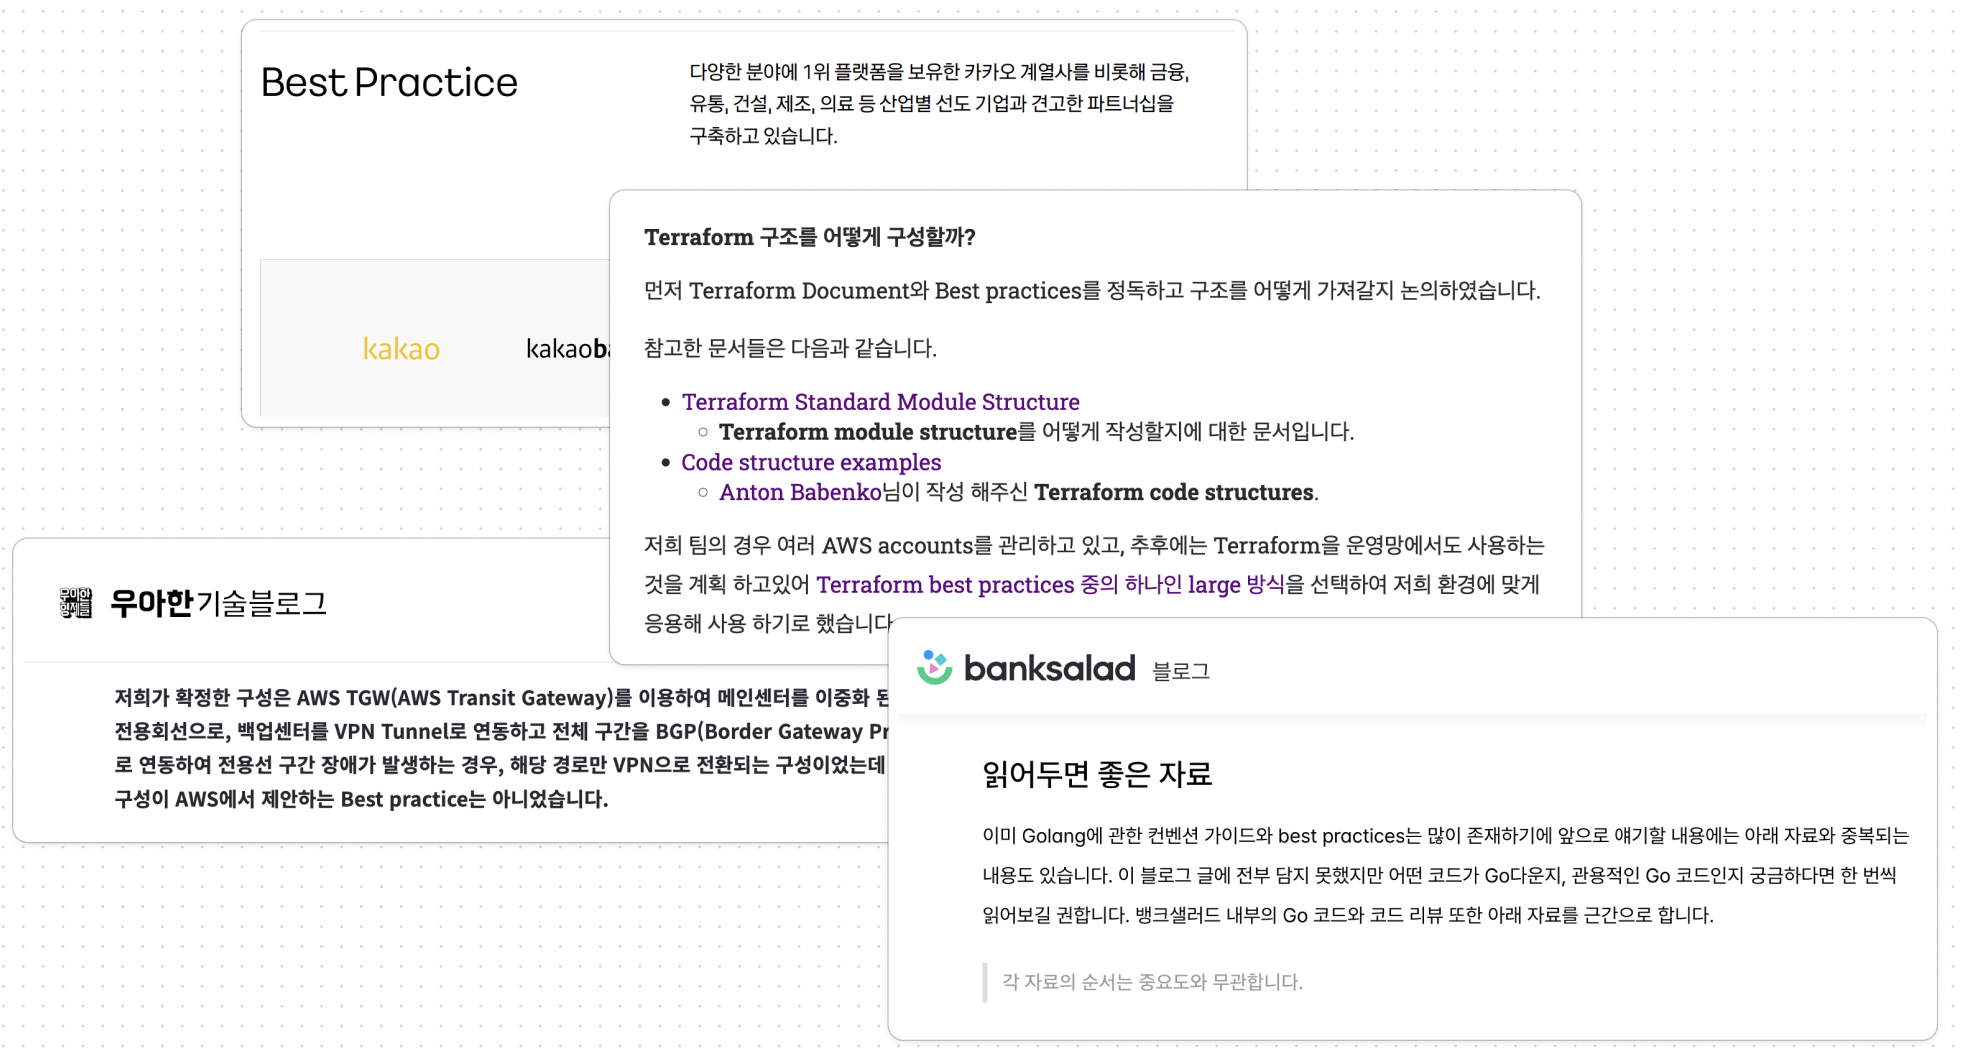 Best Practice
다양한 분야에 1위 플랫폼을 보유한 카카오 계열사를 비롯해 금융,
유통, 건설, 제조, 의료 등 산업별 선도 기업과 견고한 파트너십을
구축하고 있습니다.
kakao
kakao
Terraform 구조를 어떻게 구성할까?
먼저 Terraform Document와 Best practices를 정독하고 구조를 어떻게 가져갈지 논의하였습니다.
참고한 문서들은 다음과 같습니다.
Terraform Standard Module Structure
Terraform module structure를 어떻게 작성할지에 대한 문서입니다.
Code structure examples
Anton Babenko님이 작성 해주신 Terraform code structures.
저희 팀의 경우 여러 AWS accounts를 관리하고 있고, 추후에는 Terraform을 운영망에서도 사용하는
것을 계획 하고있어 Terraform best practices 중의 하나인 large 방식을 선택하여 저희 환경에 맞게
응용해 사용 하기로 했습니다
우아한형제들
우아한기술블로그
저희가 확정한 구성은 AWS TGW(AWS Transit Gateway)를 이용하여 메인센터를 이중화 된
전용회선으로, 백업센터를 VPN Tunnel로 연동하고 전체 구간을 BGP(Border Gateway Pr
로 연동하여 전용선 구간 장애가 발생하는 경우, 해당 경로만 VPN으로 전환되는 구성이었는데
구성이 AWS에서 제안하는 Best practice는 아니었습니다.
banksalad 블로그
읽어두면 좋은 자료
이미 Golang에 관한 컨벤션 가이드와 best practices는 많이 존재하기에 앞으로 얘기할 내용에는 아래 자료와 중복되는
내용도 있습니다. 이 블로그 글에 전부 담지 못했지만 어떤 코드가 Go다운지, 관용적인 Go 코드인지 궁금하다면 한 번씩
읽어보길 권합니다. 뱅크샐러드 내부의 Go 코드와 코드 리뷰 또한 아래 자료를 근간으로 합니다.
각 자료의 순서는 중요도와 무관합니다.